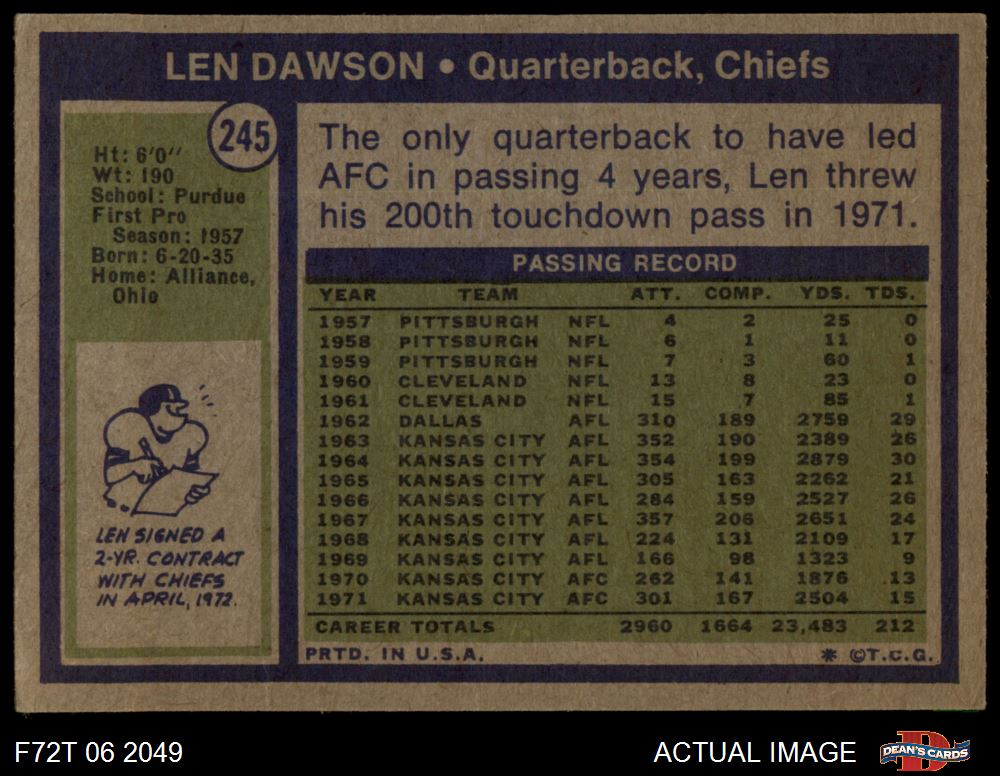 LEN DAWSON • Quarterback, Chiefs
245
Ht: 6'0''
Wt: 190
School: Purdue
First Pro
Season: 1957
Born: 6-20-35
Home: Alliance,
Ohio
LEN SIGNED A
2-YR. CONTRACT
WITH CHIEFS
IN APRIL, 1972.
The only quarterback to have led
AFC in passing 4 years, Len threw
his 200th touchdown pass in 1971.
PASSING RECORD
YEAR TEAM ATT. COMP. YDS. TDS.
1957 PITTSBURGH NFL 4 2 25 0
1958 PITTSBURGH NFL 6 1 11 0
1959 PITTSBURGH NFL 7 3 60 1
1960 CLEVELAND NFL 13 8 23 0
1961 CLEVELAND NFL 15 7 85 1
1962 DALLAS AFL 310 189 2759 29
1963 KANSAS CITY AFL 352 190 2389 26
1964 KANSAS CITY AFL 354 199 2879 30
1965 KANSAS CITY AFL 305 163 2262 21
1966 KANSAS CITY AFL 284 159 2527 26
1967 KANSAS CITY AFL 357 206 2651 24
1968 KANSAS CITY AFL 224 131 2109 17
1969 KANSAS CITY AFL 166 98 1323 9
1970 KANSAS CITY AFC 262 141 1876 13
1971 KANSAS CITY AFC 301 167 2504 15
CAREER TOTALS 2960 1664 23,483 212
PRTD. IN U.S.A. * ©T.C.G.
F72T 06 2049 ACTUAL IMAGE DEAN'S CARDS